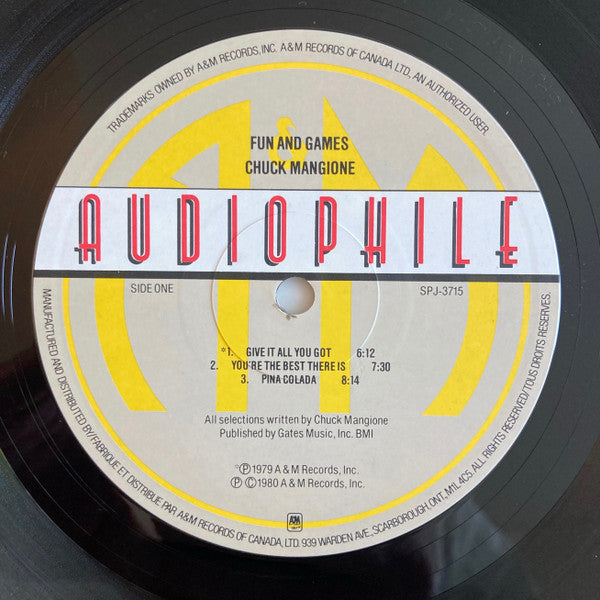 TRADEMARKS OWNED BY A&M RECORDS, INC. A&M RECORDS OF CANADA LTD. AN AUTHORIZED USER.
&
FUN AND GAMES
CHUCK MANGIONE
AUDIOPHILE
SIDE ONE
SPJ-3715
*1. GIVE IT ALL YOU GOT 6:12
2. YOU'RE THE BEST THERE IS 7:30
3. PINA COLADA 8:14
All selections written by Chuck Mangione
Published by Gates Music, Inc. BMI
*Ⓟ1979 A & M Records, Inc.
Ⓟ ©1980 A & M Records, Inc.
A&M
MANUFACTURED AND DISTRIBUTED BY/FABRIQUE ET DISTRIBUE PAR A&M RECORDS OF CANADA, LTD. 939 WARDEN AVE., SCARBOROUGH, ONT., M1L 4C5. ALL RIGHTS RESERVED/TOUS DROITS RESERVES.